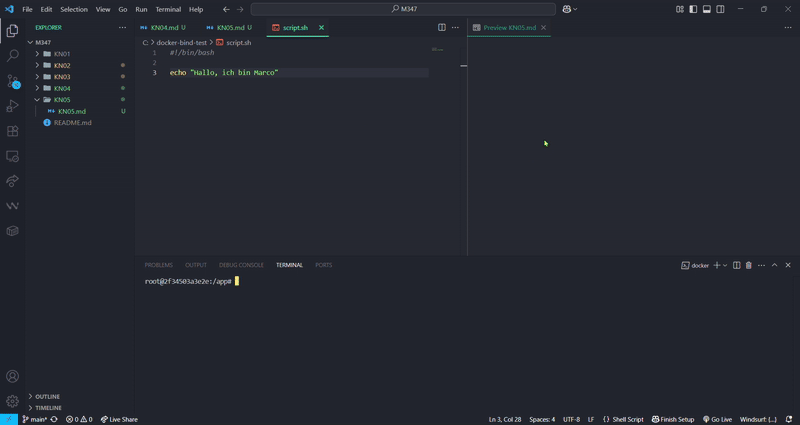 File Edit Selection View Go Run Terminal Help
M347
EXPLORER
M347
KN01
KN02
KN03
KN04
KN05
KN05.md U
README.md
OUTLINE
TIMELINE
KN04.md U
KN05.md U
script.sh
C: > docker-bind-test > script.sh
1 #!/bin/bash
2
3 echo "Hallo, ich bin Marco"
Preview KN05.md
PROBLEMS OUTPUT DEBUG CONSOLE TERMINAL PORTS
docker
root@2f34503a3e2e:/app#
main* 0 0 Live Share
Ln 3, Col 28 Spaces: 4 UTF-8 LF {} Shell Script Finish Setup Go Live Windsurf: {...}